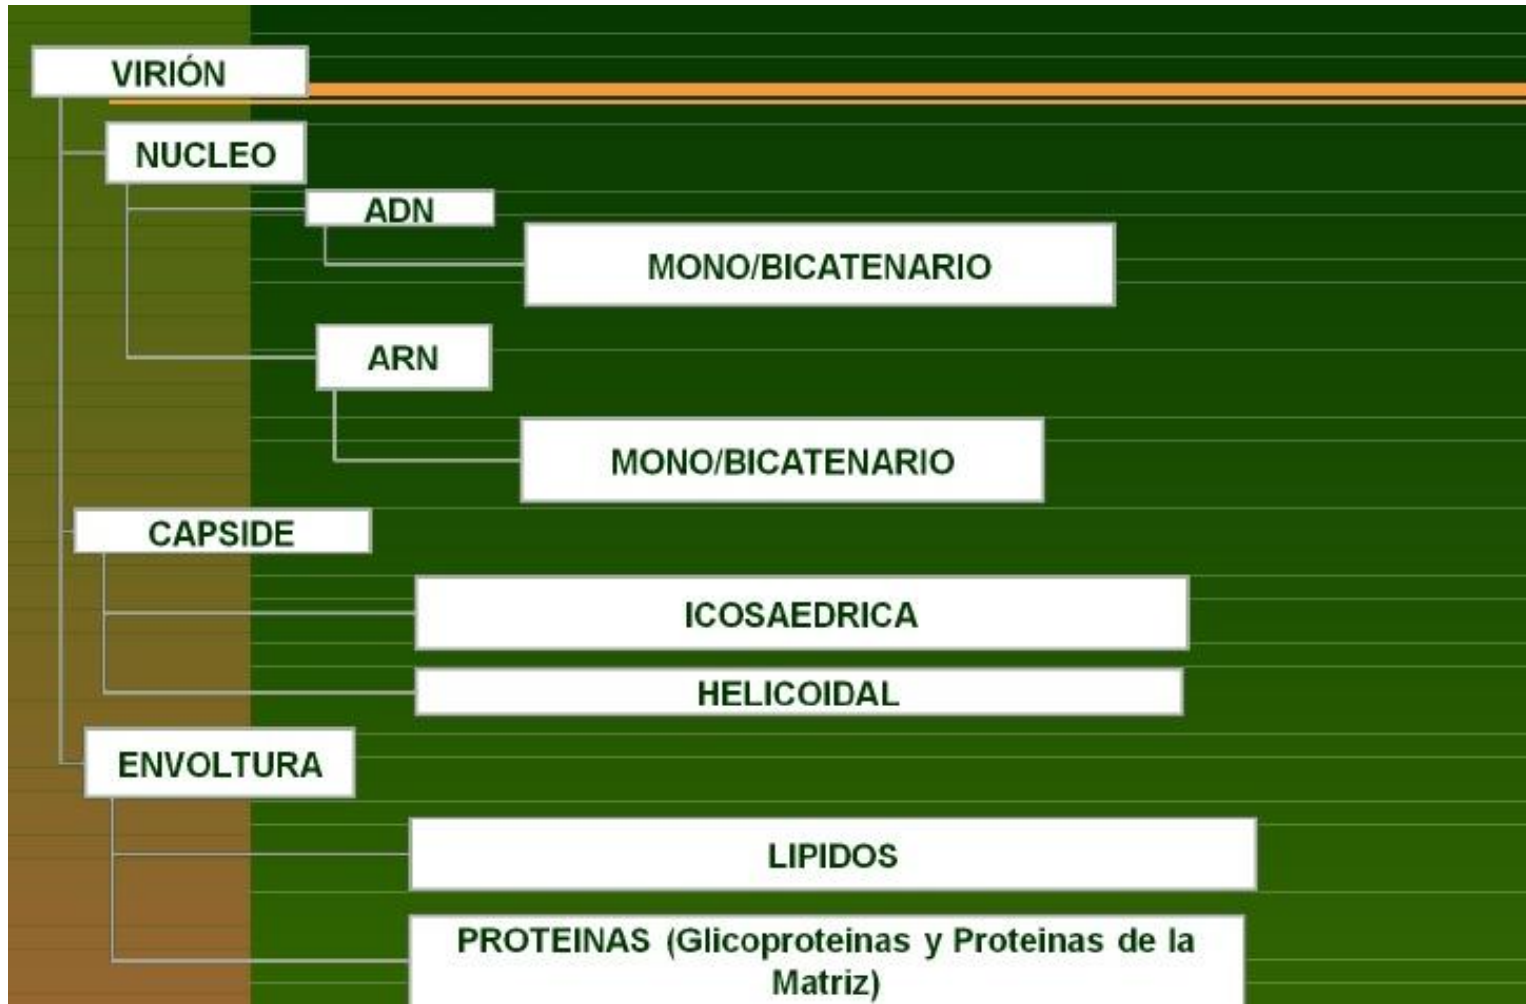 VIRIÓN
NUCLEO
ADN
MONO/BICATENARIO
ARN
MONO/BICATENARIO
CAPSIDE
ICOSAEDRICA
HELICOIDAL
ENVOLTURA
LIPIDOS
PROTEINAS (Glicoproteinas y Proteinas de la
Matriz)